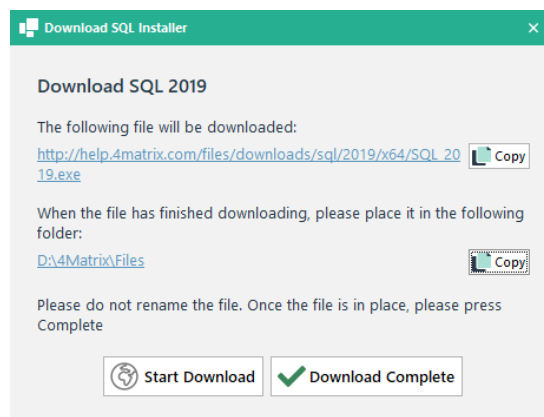 Download SQL Installer
Download SQL 2019
The following file will be downloaded:
http://help.4matrix.com/files/downloads/sql/2019/x64/SQL_20
19.exe
Copy
When the file has finished downloading, please place it in the following
folder:
D:\4Matrix\Files
Copy
Please do not rename the file. Once the file is in place, please press
Complete
Start Download
Download Complete